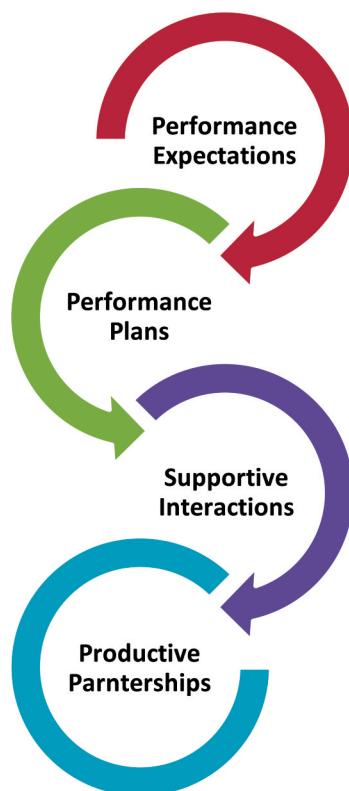 Performance
Expectations
Performance
Plans
Supportive
Interactions
Productive
Parnterships